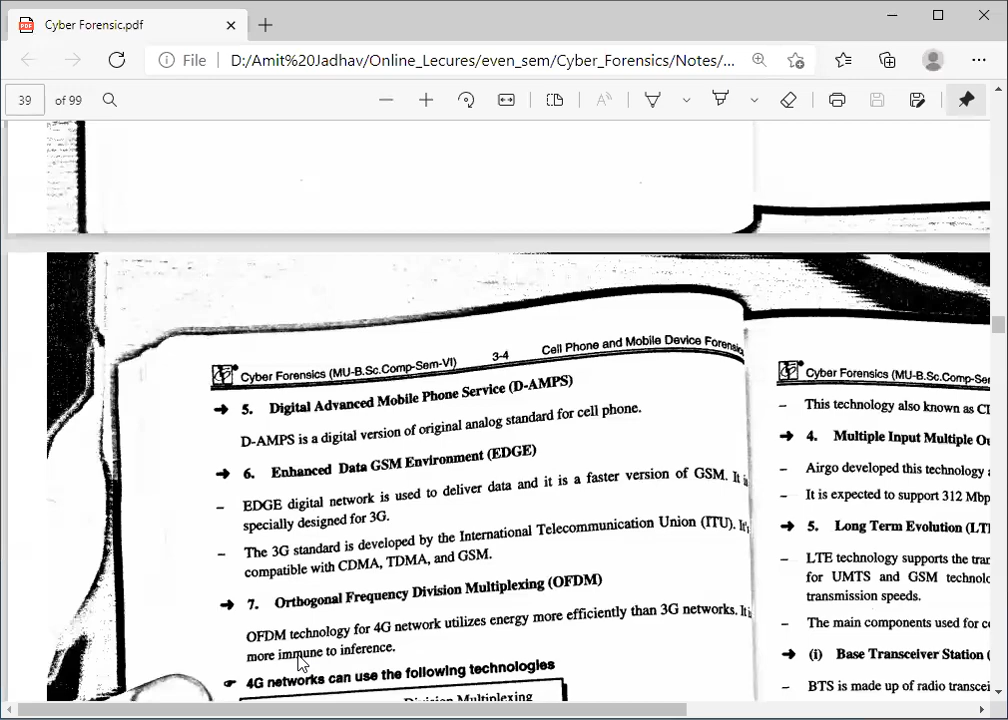 Cyber Forensic.pdf
File
D:/Amit%20Jadhav/Online_Lecures/even_sem/Cyber_Forensics/Notes/...
39 of 99
Cyber Forensics (MU-B.Sc.Comp-Sem-VI) 3-4 Cell Phone and Mobile Device Forensics
➔ 5. Digital Advanced Mobile Phone Service (D-AMPS)
D-AMPS is a digital version of original analog standard for cell phone.
➔ 6. Enhanced Data GSM Environment (EDGE)
– EDGE digital network is used to deliver data and it is a faster version of GSM. It is
specially designed for 3G.
– The 3G standard is developed by the International Telecommunication Union (ITU). It's
compatible with CDMA, TDMA, and GSM.
➔ 7. Orthogonal Frequency Division Multiplexing (OFDM)
OFDM technology for 4G network utilizes energy more efficiently than 3G networks. It is
more immune to inference.
☞ 4G networks can use the following technologies
Division Multiplexing
Cyber Forensics (MU-B.Sc.Comp-Se
– This technology also known as
➔ 4. Multiple Input Multiple
– Airgo developed this technology
– It is expected to support 312 Mbp
➔ 5. Long Term Evolution (LT
– LTE technology supports the
for UMTS and GSM
transmission speeds.
– The main components used for
➔ (i) Base Transceiver Station (
– BTS is made up of radio